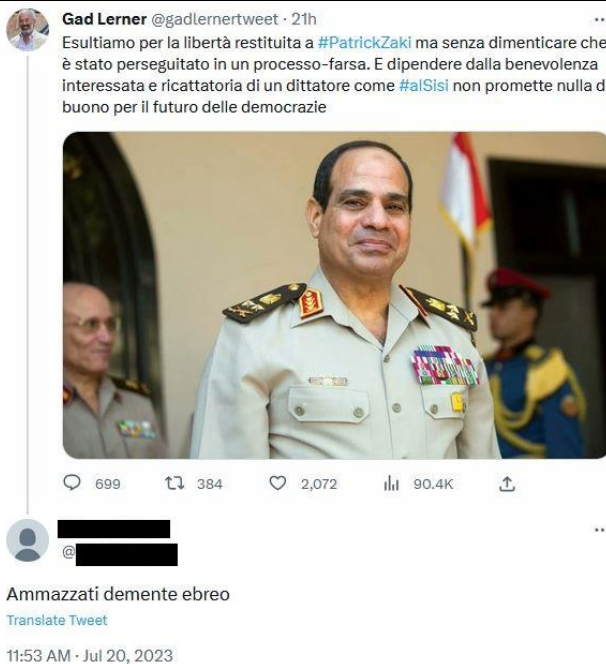 Gad Lerner @gadlernertweet · 21h
Esultiamo per la libertà restituita a #PatrickZaki ma senza dimenticare che
è stato perseguitato in un processo-farsa. E dipendere dalla benevolenza
interessata e ricattatoria di un dittatore come #alSisi non promette nulla d
buono per il futuro delle democrazie
699 384 2,072 90.4K
@
Ammazzati demente ebreo
Translate Tweet
11:53 AM · Jul 20, 2023